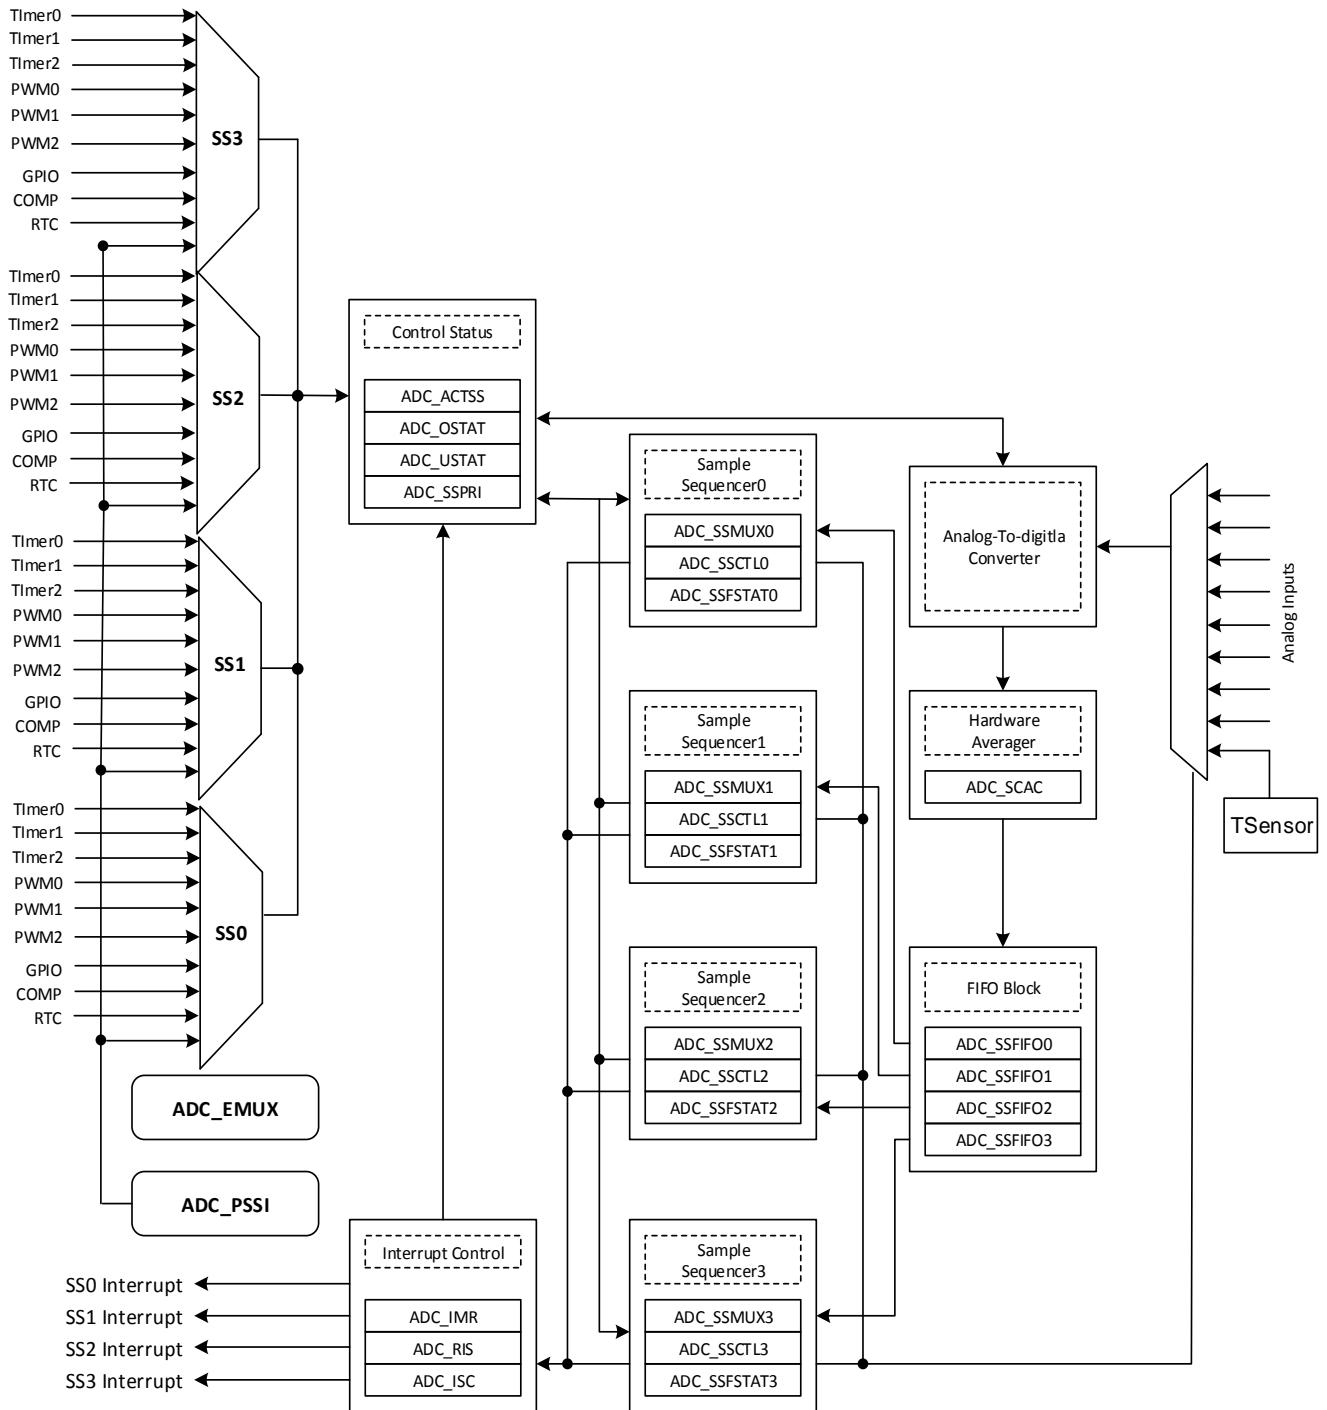 TImer0
TImer1
TImer2
PWM0
PWM1
PWM2
GPIO
COMP
RTC
SS3
TImer0
TImer1
TImer2
PWM0
PWM1
PWM2
GPIO
COMP
RTC
SS2
TImer0
TImer1
TImer2
PWM0
PWM1
PWM2
GPIO
COMP
RTC
SS1
TImer0
TImer1
TImer2
PWM0
PWM1
PWM2
GPIO
COMP
RTC
SS0
ADC_EMUX
ADC_PSSI
Control Status
ADC_ACTSS
ADC_OSTAT
ADC_USTAT
ADC_SSPRI
Interrupt Control
ADC_IMR
ADC_RIS
ADC_ISC
SS0 Interrupt
SS1 Interrupt
SS2 Interrupt
SS3 Interrupt
Sample
Sequencer0
ADC_SSMUX0
ADC_SSCTL0
ADC_SSFSTAT0
Sample
Sequencer1
ADC_SSMUX1
ADC_SSCTL1
ADC_SSFSTAT1
Sample
Sequencer2
ADC_SSMUX2
ADC_SSCTL2
ADC_SSFSTAT2
Sample
Sequencer3
ADC_SSMUX3
ADC_SSCTL3
ADC_SSFSTAT3
Analog-To-digitla
Converter
Hardware
Averager
ADC_SCAC
FIFO Block
ADC_SSFIFO0
ADC_SSFIFO1
ADC_SSFIFO2
ADC_SSFIFO3
Analog Inputs
TSensor